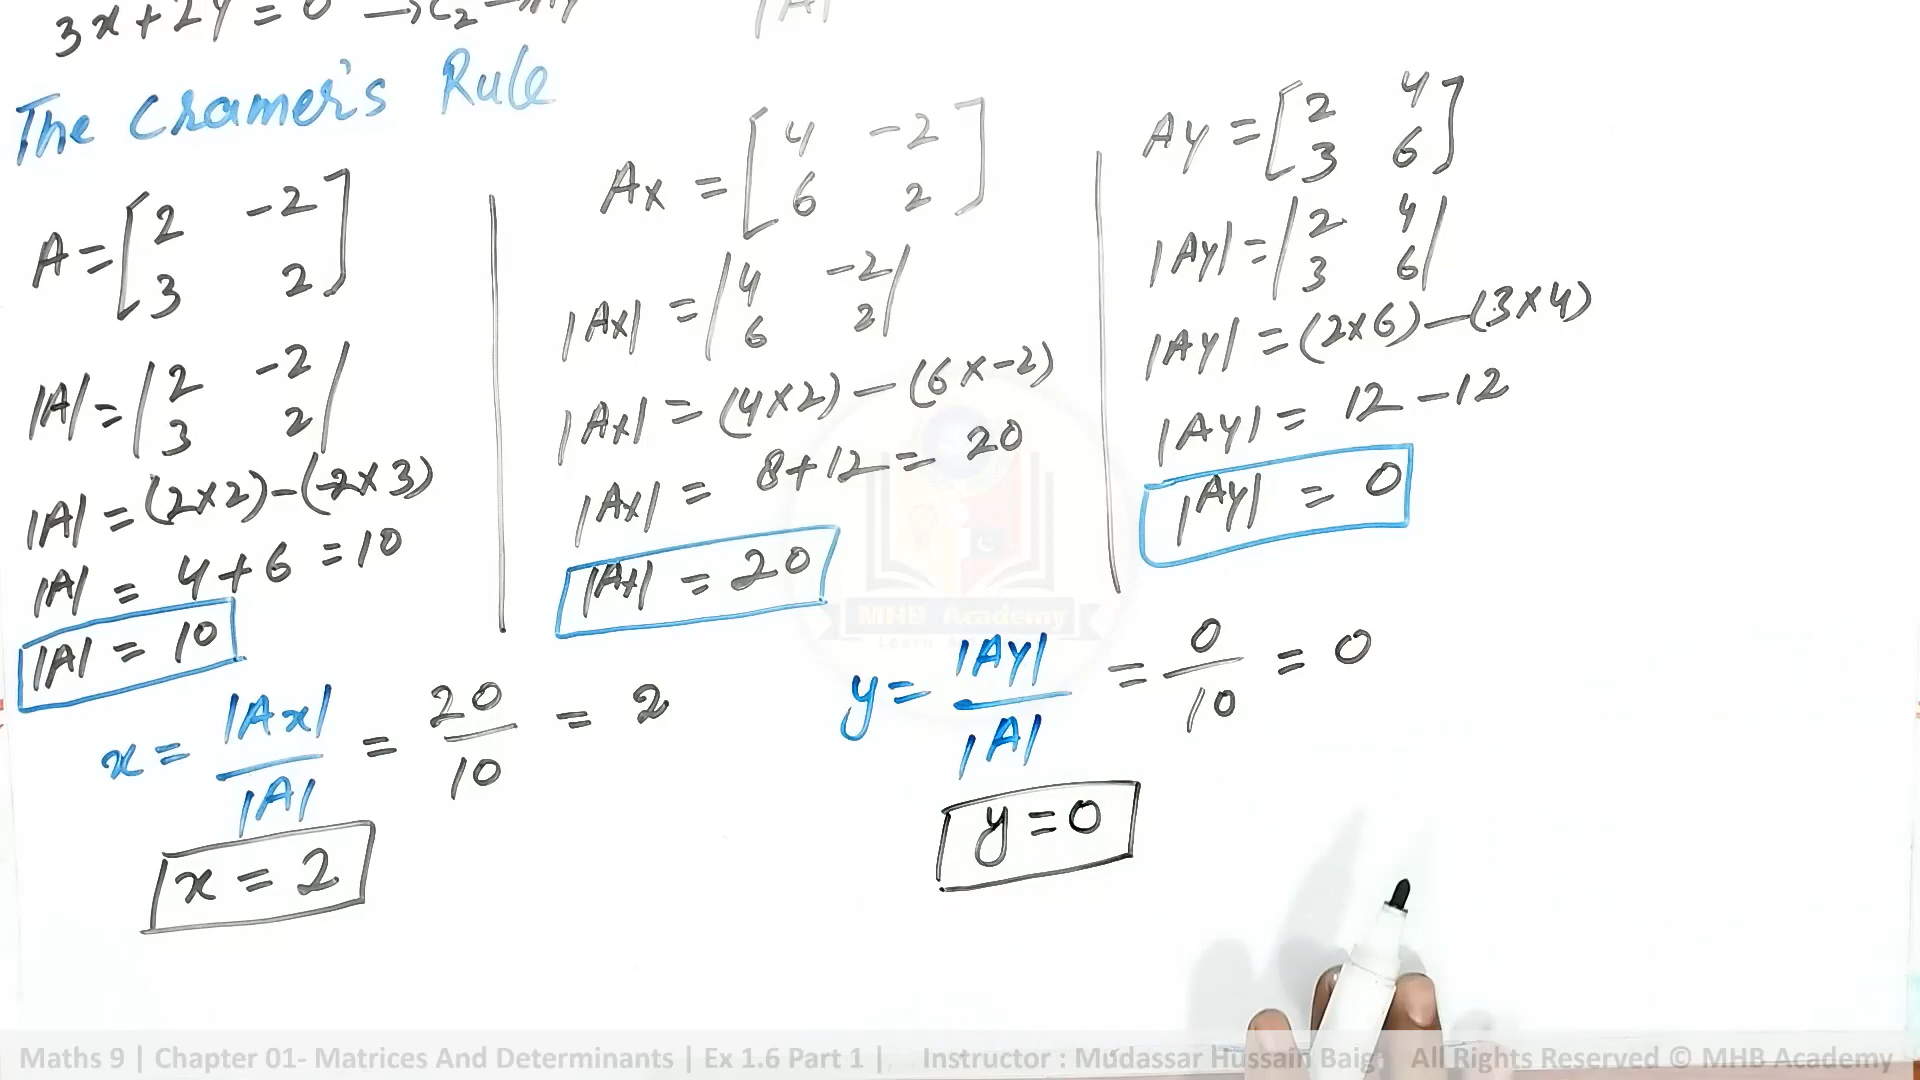 3x + 2y = 6
The Cramer's Rule
A = [2 -2
3 2]
|A| = |2 -2
3 2|
|A| = (2×2)-(-2×3)
|A| = 4+6 = 10
|A| = 10
Ax = [4 -2
6 2]
|Ax| = |4 -2
6 2|
|Ax| = (4×2) - (6×-2)
|Ax| = 8+12 = 20
|Ax| = 20
Ay = [2 4
3 6]
|Ay| = |2 4
3 6|
|Ay| = (2×6) - (3×4)
|Ay| = 12 - 12
|Ay| = 0
x = |Ax| / |A| = 20 / 10 = 2
x = 2
y = |Ay| / |A| = 0 / 10 = 0
y = 0
MHB Academy
Maths 9 | Chapter 01- Matrices And Determinants | Ex 1.6 Part 1 | Instructor : Mudassar Hussain Baig All Rights Reserved © MHB Academy